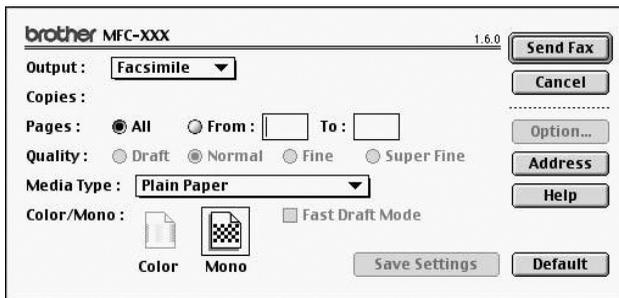 brother MFC-XXX 1.6.0 Send Fax
Output : Facsimile Cancel
Copies :
Pages : All From : To : Option...
Quality : Draft Normal Fine Super Fine Address
Media Type : Plain Paper Help
Color/Mono : Fast Draft Mode
Color Mono Save Settings Default